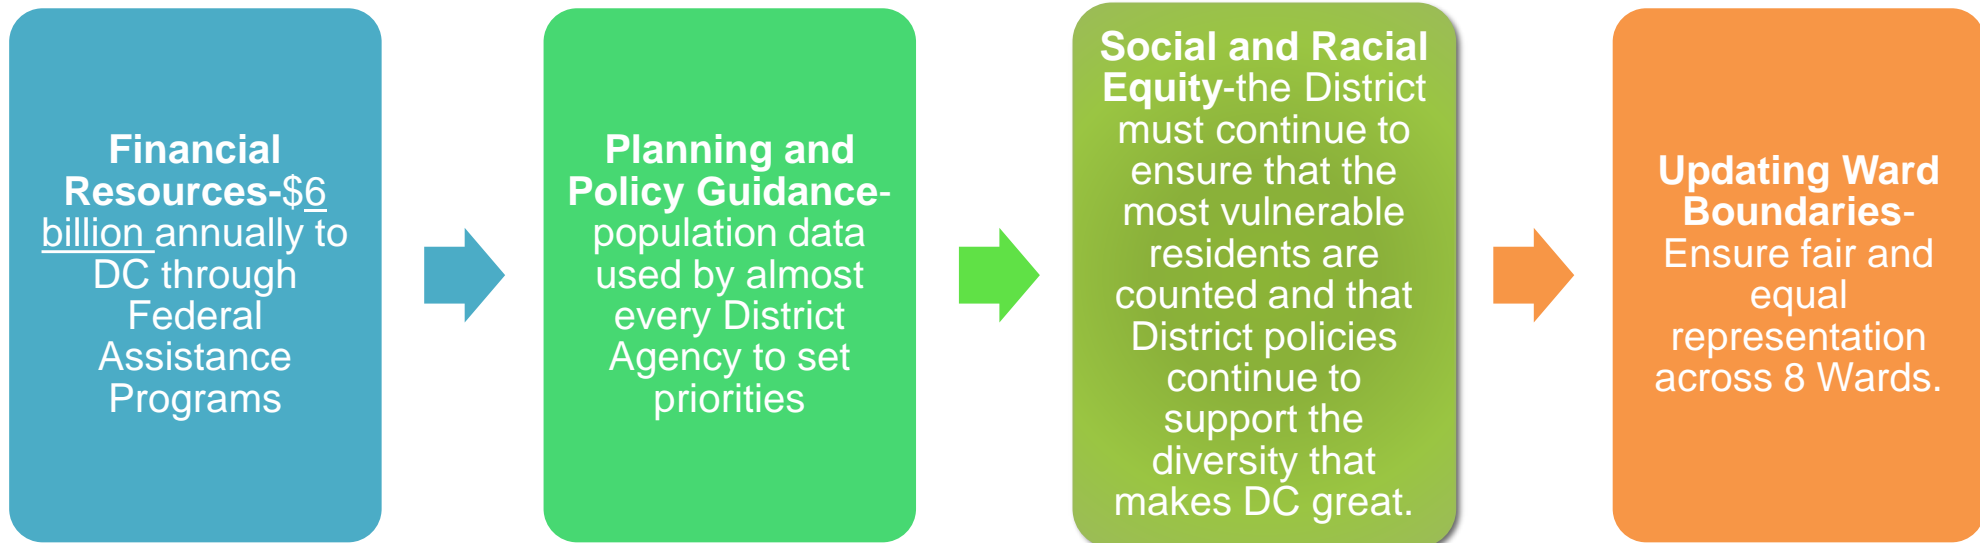 Financial
Resources-$6
billion annually to
DC through
Federal
Assistance
Programs
Planning and
Policy Guidance-
population data
used by almost
every District
Agency to set
priorities
Social and Racial
Equity-the District
must continue to
ensure that the
most vulnerable
residents are
counted and that
District policies
continue to
support the
diversity that
makes DC great.
Updating Ward
Boundaries-
Ensure fair and
equal
representation
across 8 Wards.